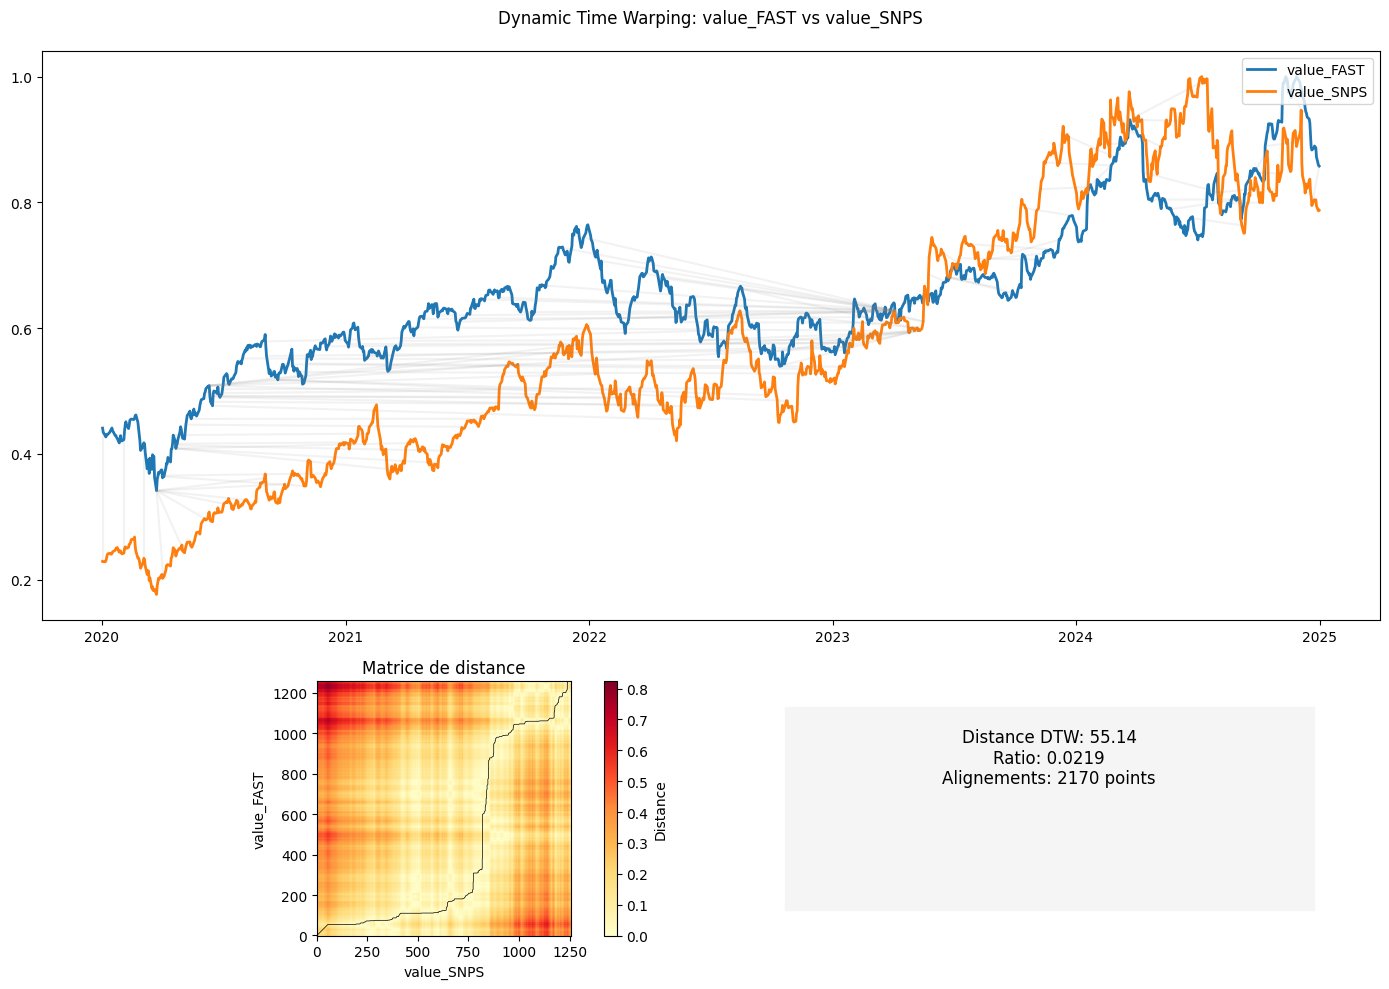 Dynamic Time Warping: value_FAST vs value_SNPS
value_FAST
value_SNPS
1.0
0.8
0.6
0.4
0.2
2020 2021 2022 2023 2024 2025
Matrice de distance
value_FAST
1200
1000
800
600
400
200
0
0 250 500 750 1000 1250
value_SNPS
0.8
0.7
0.6
0.5
0.4
0.3
0.2
0.1
0.0
Distance
Distance DTW: 55.14
Ratio: 0.0219
Alignements: 2170 points